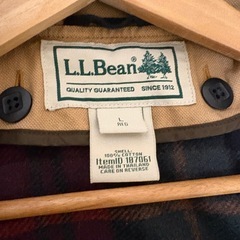 L.L.Bean
QUALITY GUARANTEED SINCE 1912
L
REG
SHELL:
100% COTTON
ItemID 187061
MADE IN THAILAND
CARE ON REVERSE